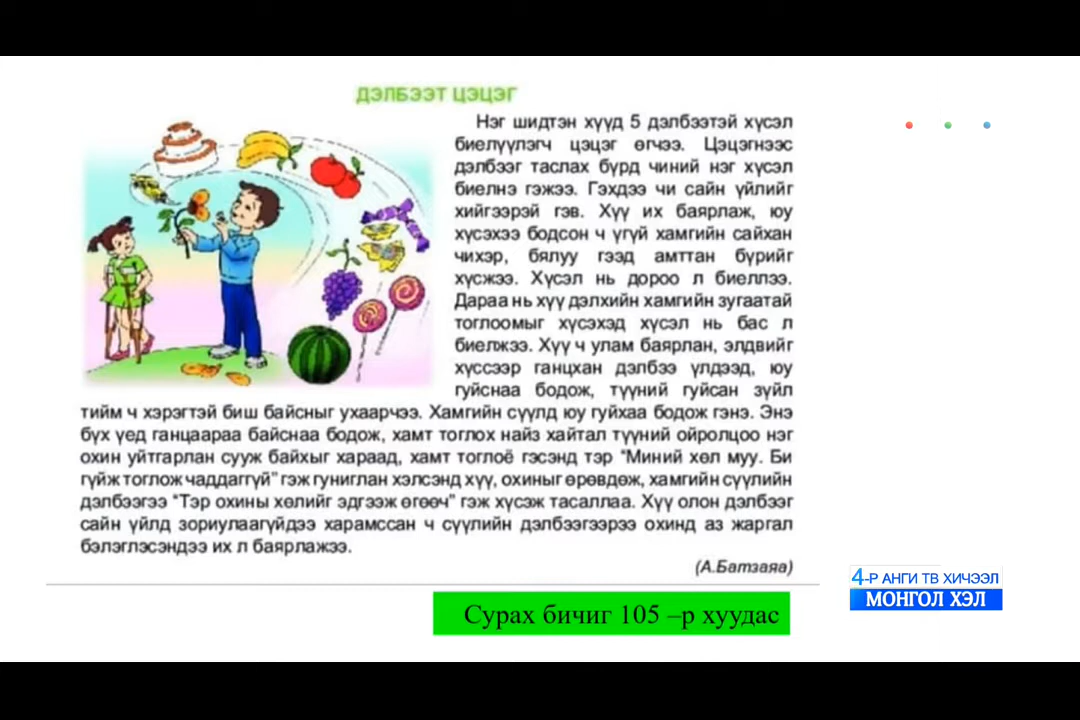 ДЭЛБЭЭТ ЦЭЦЭГ
Нэг шидтэн хүүд 5 дэлбээтэй хүсэл
биелүүлэгч цэцэг өгчээ. Цэцэгнээс
дэлбээг таслах бүрд чиний нэг хүсэл
биелнэ гэжээ. Гэхдээ чи сайн үйлийг
хийгээрэй гэв. Хүү их баярлаж, юу
хүсэхээ бодсон ч үгүй хамгийн сайхан
чихэр, бялуу гээд амттан бүрийг
хүсжээ. Хүсэл нь дороо л биеллээ.
Дараа нь хүү дэлхийн хамгийн зугаатай
тоглоомыг хүсэхэд хүсэл нь бас л
биелжээ. Хүү ч улам баярлан, элдвийг
хүссээр ганцхан дэлбээ үлдээд, юу
гуйснаа бодож, түүний гуйсан зүйл
тийм ч хэрэгтэй биш байсныг ухаарчээ. Хамгийн сүүлд юу гуйхаа бодож гэнэ. Энэ
бүх үед ганцаараа байснаа бодож, хамт тоглох найз хайтал түүний ойролцоо нэг
охин уйтгарлан сууж байхыг хараад, хамт тоглоё гэсэнд тэр “Миний хөл муу. Би
гүйж тоглож чаддаггүй” гэж гуниглан хэлсэнд хүү, охиныг өрөвдөж, хамгийн сүүлийн
дэлбээгээ “Тэр охины хөлийг эдгээж өгөөч” гэж хүсэж тасаллаа. Хүү олон дэлбээг
сайн үйлд зориулаагүйдээ харамссан ч сүүлийн дэлбээгээрээ охинд аз жаргал
бэлэглэсэндээ их л баярлажээ.
(А.Батзаяа)
Сурах бичиг 105 –р хуудас
4-Р АНГИ ТВ ХИЧЭЭЛ
МОНГОЛ ХЭЛ